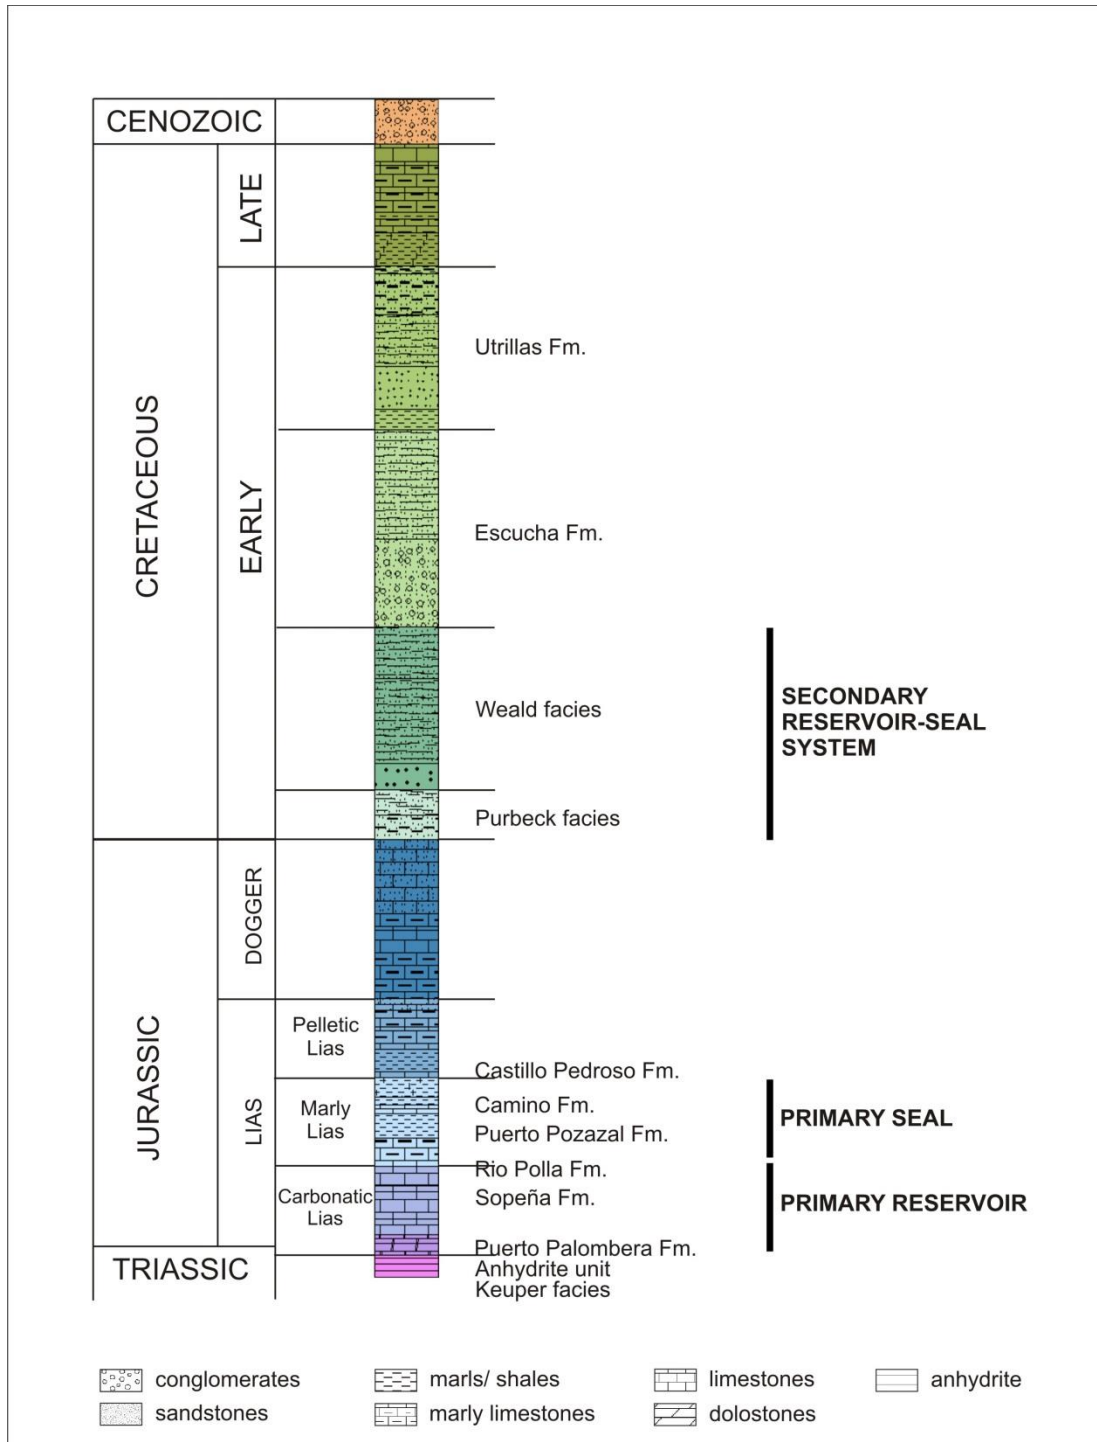 CENOZOIC
CRETACEOUS
LATE
EARLY
Utrillas Fm.
Escucha Fm.
Weald facies
Purbeck facies
SECONDARY
RESERVOIR-SEAL
SYSTEM
JURASSIC
DOGGER
LIAS
Pelletic
Lias
Castillo Pedroso Fm.
Marly
Lias
Camino Fm.
Puerto Pozazal Fm.
PRIMARY SEAL
Carbonatic
Lias
Rio Polla Fm.
Sopeña Fm.
PRIMARY RESERVOIR
Puerto Palombera Fm.
TRIASSIC
Anhydrite unit
Keuper facies
conglomerates
marls/ shales
limestones
anhydrite
sandstones
marly limestones
dolostones